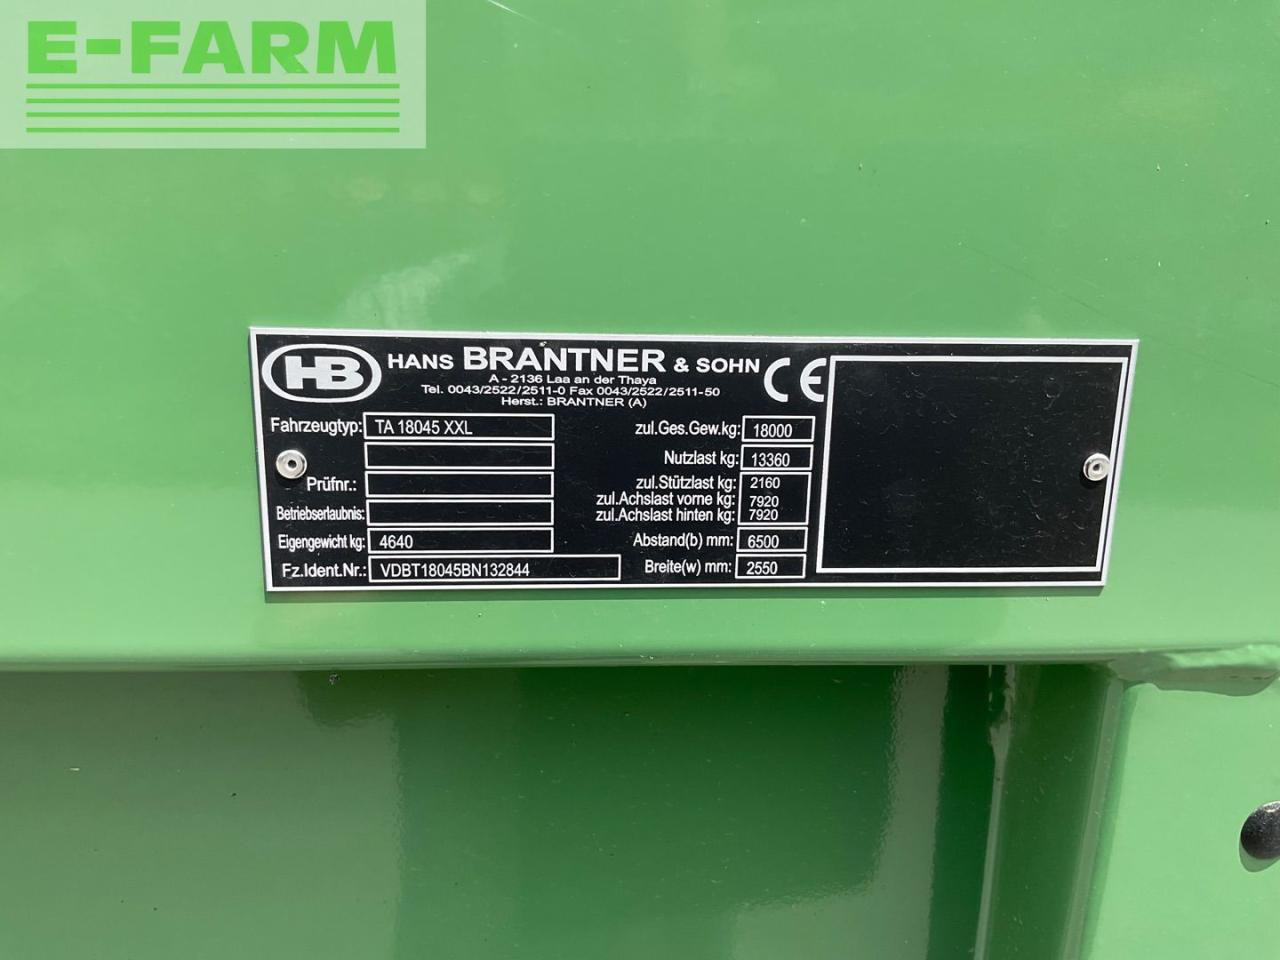 E-FARM
HB HANS BRANTNER & SOHN CE
A - 2136 Laa an der Thaya
Tel. 0043/2522/2511-0 Fax 0043/2522/2511-50
Herst.: BRANTNER (A)
Fahrzeugtyp: TA 18045 XXL
Prüfnr.:
Betriebserlaubnis:
Eigengewicht kg: 4640
Fz.Ident.Nr.: VDBT18045BN132844
zul.Ges.Gew.kg: 18000
Nutzlast kg: 13360
zul.Stützlast kg: 2160
zul.Achslast vorne kg: 7920
zul.Achslast hinten kg: 7920
Abstand(b) mm: 6500
Breite(w) mm: 2550